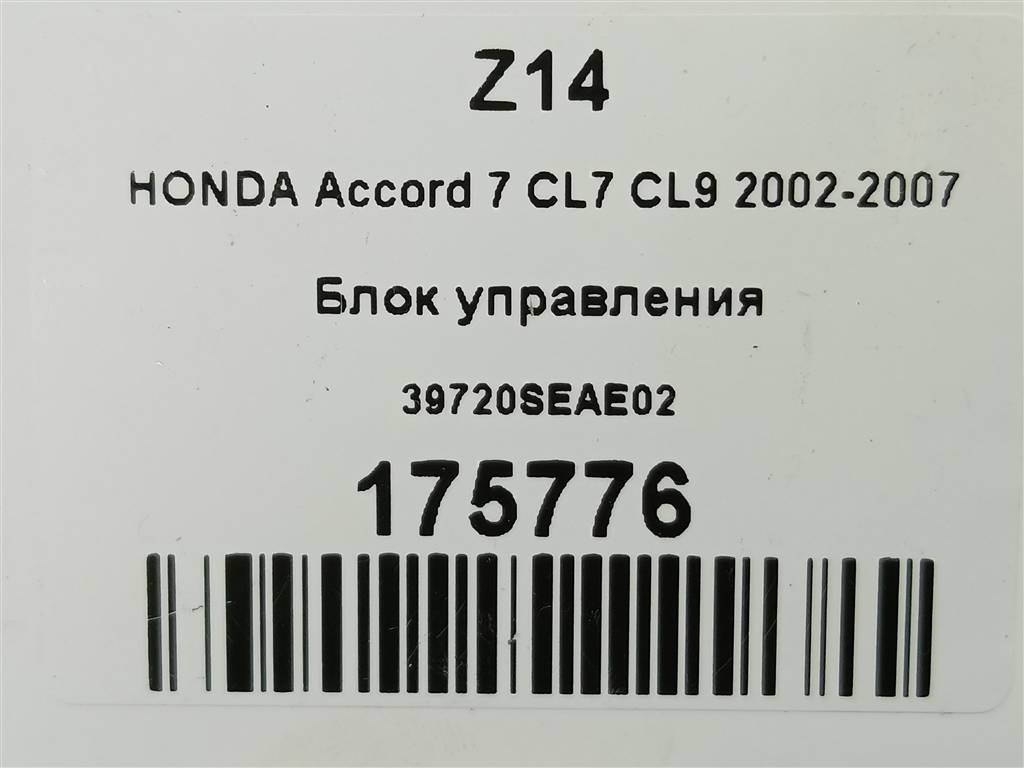 Z14
HONDA Accord 7 CL7 CL9 2002-2007
Блок управления
39720SEAE02
175776